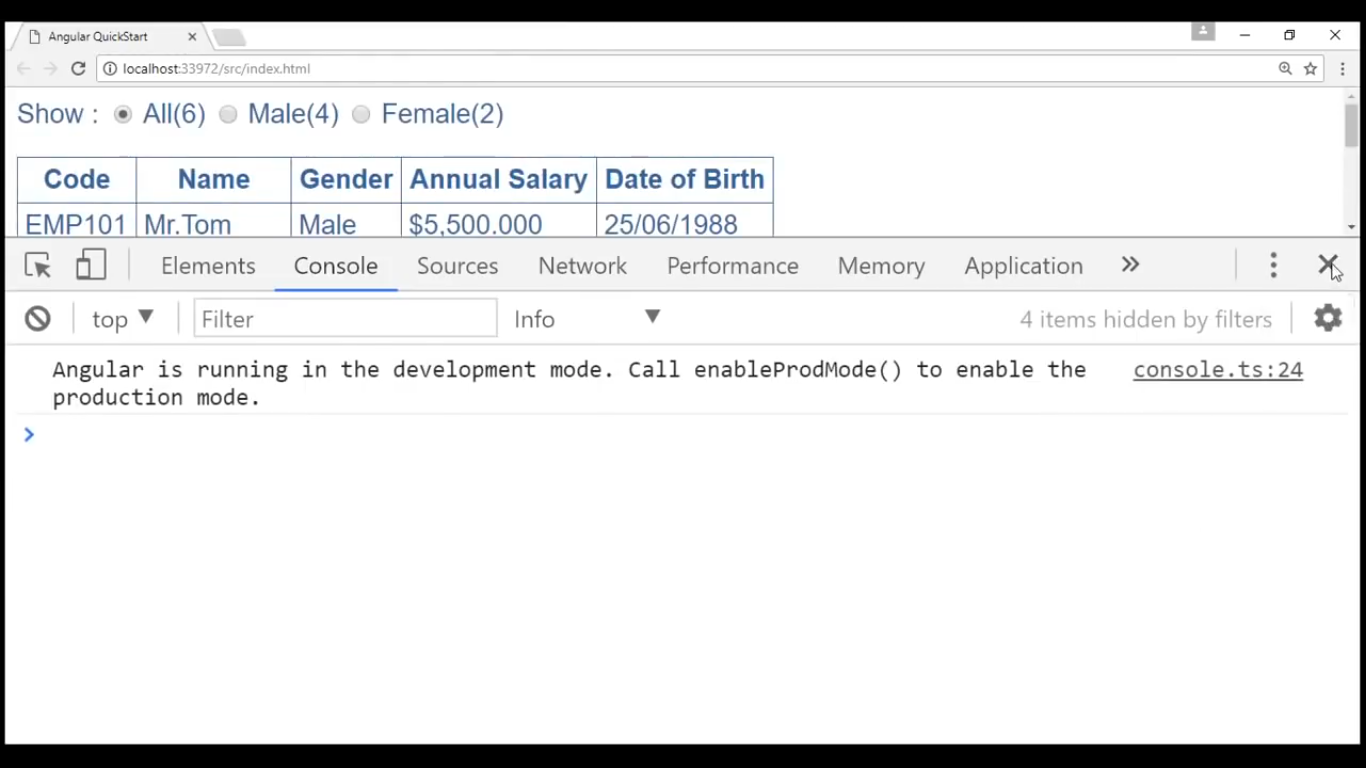 Angular QuickStart
localhost:33972/src/index.html
Show : All(6) Male(4) Female(2)
Code Name Gender Annual Salary Date of Birth
EMP101 Mr.Tom Male $5,500.000 25/06/1988
Elements Console Sources Network Performance Memory Application
top Filter Info 4 items hidden by filters
Angular is running in the development mode. Call enableProdMode() to enable the console.ts:24
production mode.